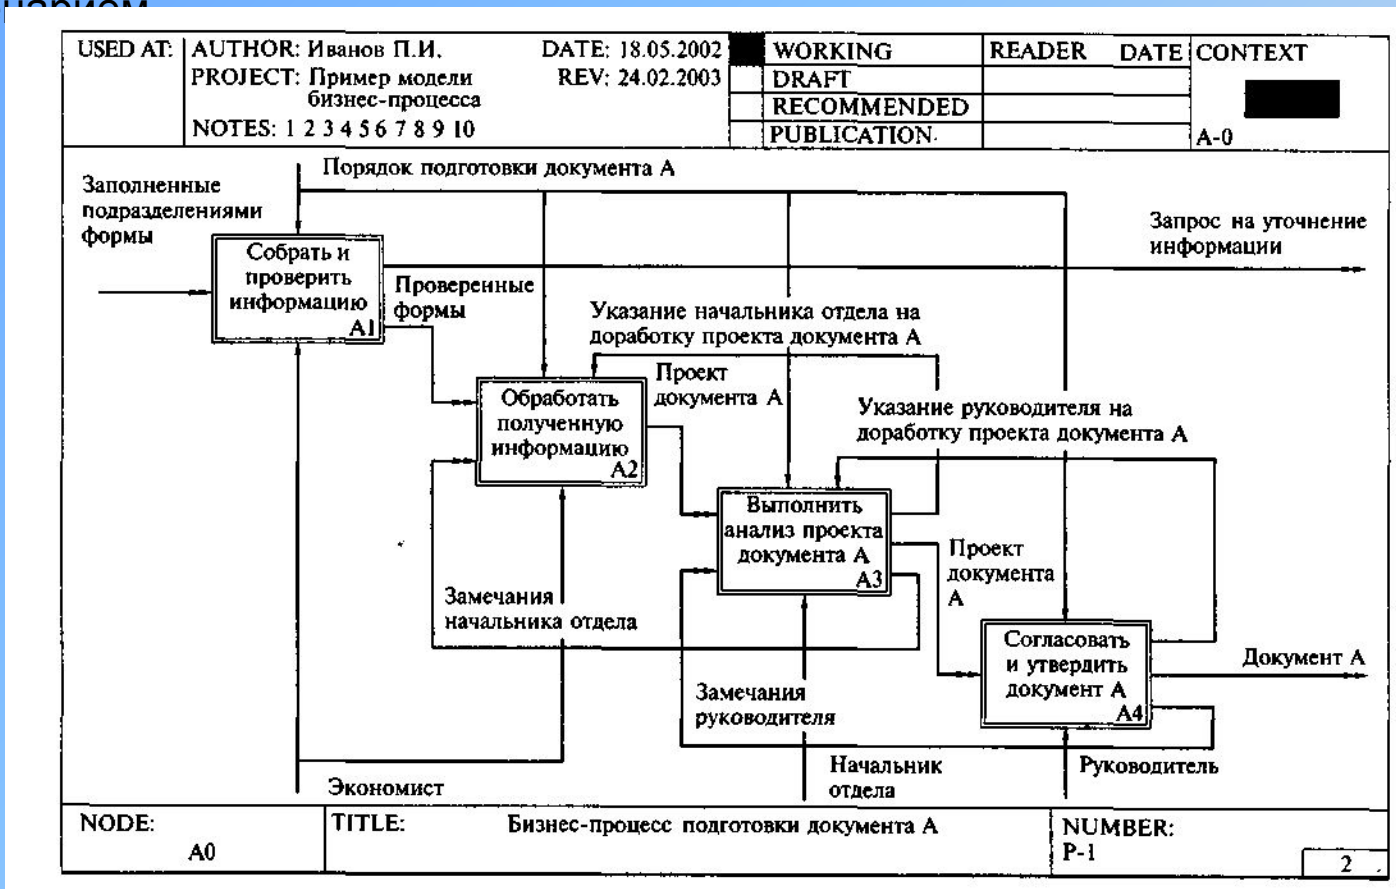 USED AT:
AUTHOR: Иванов П.И.
DATE: 18.05.2002
PROJECT: Пример модели
бизнес-процесса
REV: 24.02.2003
NOTES: 1 2 3 4 5 6 7 8 9 10
WORKING
DRAFT
RECOMMENDED
PUBLICATION
READER
DATE
CONTEXT
A-0
Порядок подготовки документа А
Заполненные
подразделениями
формы
Запрос на уточнение
информации
Собрать и
проверить
информацию
А1
Проверенные
формы
Указание начальника отдела на
доработку проекта документа А
Проект
документа А
Обработать
полученную
информацию
А2
Указание руководителя на
доработку проекта документа А
Выполнить
анализ проекта
документа А
А3
Проект
документа
А
Замечания
начальника отдела
Согласовать
и утвердить
документ А
А4
Документ А
Замечания
руководителя
Начальник
отдела
Руководитель
Экономист
NODE:
A0
TITLE:
Бизнес-процесс подготовки документа А
NUMBER:
P-1
2